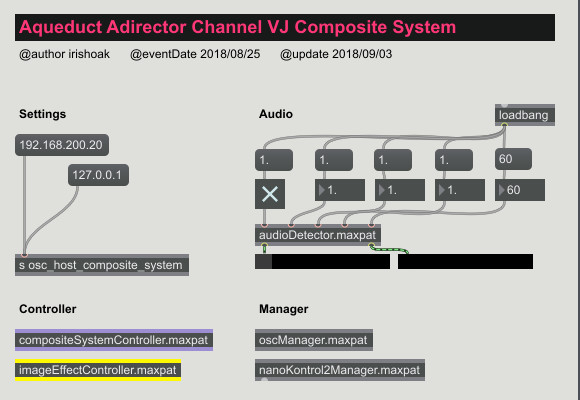 Aqueduct Adirector Channel VJ Composite System
@author irishoak @eventDate 2018/08/25 @update 2018/09/03
Settings
192.168.200.20
127.0.0.1
s osc_host_composite_system
Audio
loadbang
1. 1. 1. 1. 60
1. 1. 1. 60
audioDetector.maxpat
Controller
compositeSystemController.maxpat
imageEffectController.maxpat
Manager
oscManager.maxpat
nanoKontrol2Manager.maxpat